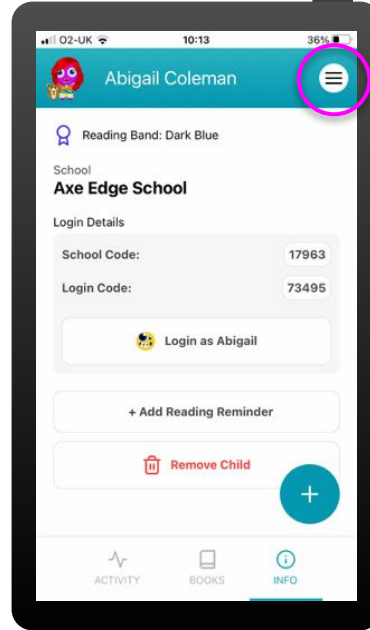 O2-UK 10:13 36%
Abigail Coleman
Reading Band: Dark Blue
School
Axe Edge School
Login Details
School Code: 17963
Login Code: 73495
Login as Abigail
+ Add Reading Reminder
Remove Child
+
ACTIVITY BOOKS INFO